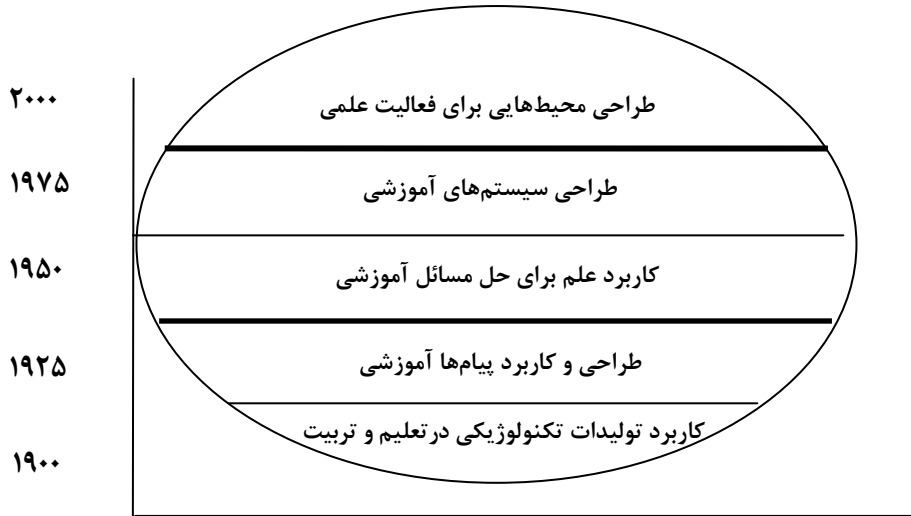 ۲۰۰۰
طراحی محیط‌هایی برای فعالیت علمی
۱۹۷۵
طراحی سیستم‌های آموزشی
۱۹۵۰
کاربرد علم برای حل مسائل آموزشی
۱۹۲۵
طراحی و کاربرد پیام‌ها آموزشی
کاربرد تولیدات تکنولوژیکی درتعلیم و تربیت
۱۹۰۰